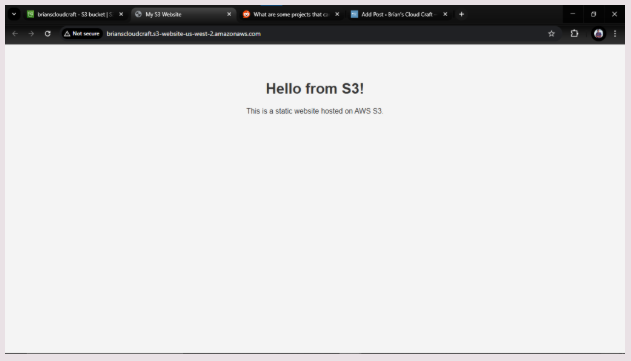 brianscloudcraft - S3 bucket | S
My S3 Website
What are some projects that ca
Add Post ‹ Brian's Cloud Craft
Not secure
brianscloudcraft.s3-website-us-west-2.amazonaws.com
Hello from S3!
This is a static website hosted on AWS S3.